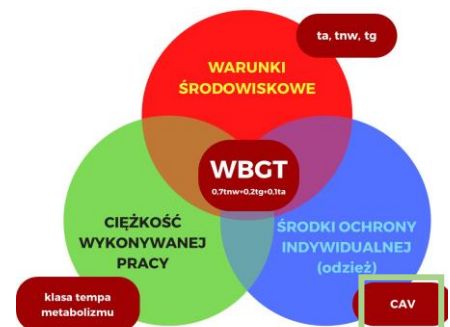 ta, tnw, tg
WARUNKI
ŚRODOWISKOWE
WBGT
0,7tnw+0,2tg+0,1ta
CIĘŻKOŚĆ
WYKONYWANEJ
PRACY
ŚRODKI OCHRONY
INDYWIDUALNEJ
(odzież)
klasa tempa
metabolizmu
CAV